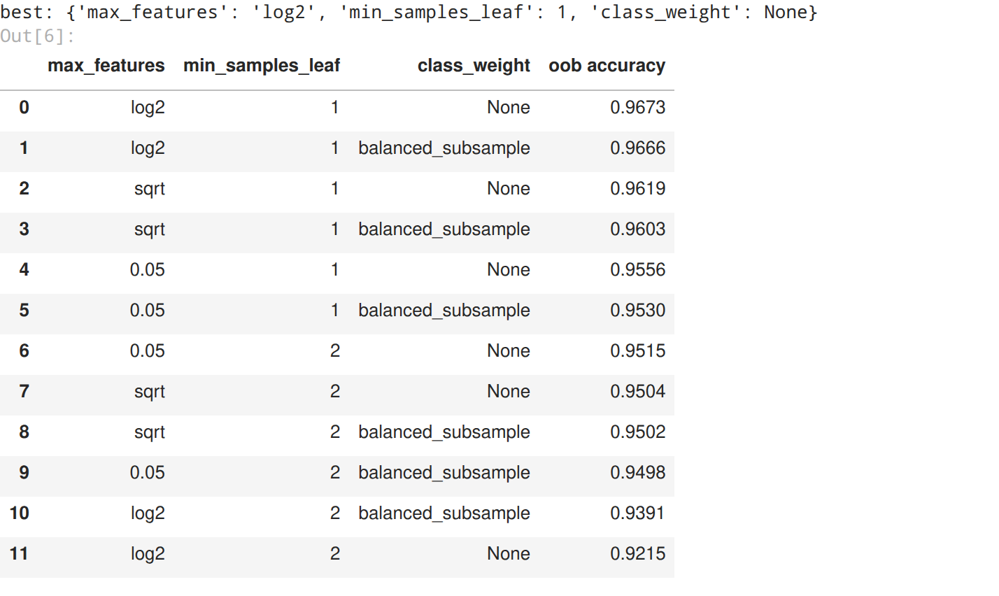 best: {'max_features': 'log2', 'min_samples_leaf': 1, 'class_weight': None}
Out[6]:
max_features min_samples_leaf class_weight oob accuracy
0 log2 1 None 0.9673
1 log2 1 balanced_subsample 0.9666
2 sqrt 1 None 0.9619
3 sqrt 1 balanced_subsample 0.9603
4 0.05 1 None 0.9556
5 0.05 1 balanced_subsample 0.9530
6 0.05 2 None 0.9515
7 sqrt 2 None 0.9504
8 sqrt 2 balanced_subsample 0.9502
9 0.05 2 balanced_subsample 0.9498
10 log2 2 balanced_subsample 0.9391
11 log2 2 None 0.9215